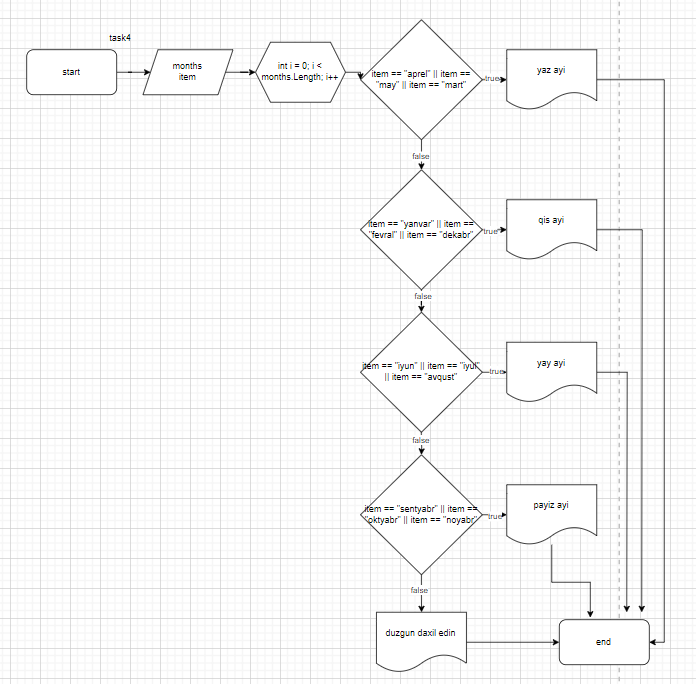 task4
start
months
item
int i = 0; i <
months.Length; i++
item == "aprel" || item ==
"may" || item == "mart"
true
yaz ayi
false
item == "yanvar" || item ==
"fevral" || item == "dekabr"
true
qis ayi
false
item == "iyun" || item == "iyul"
|| item == "avqust"
true
yay ayi
false
item == "sentyabr" || item ==
"oktyabr" || item == "noyabr"
true
payiz ayi
false
duzgun daxil edin
end